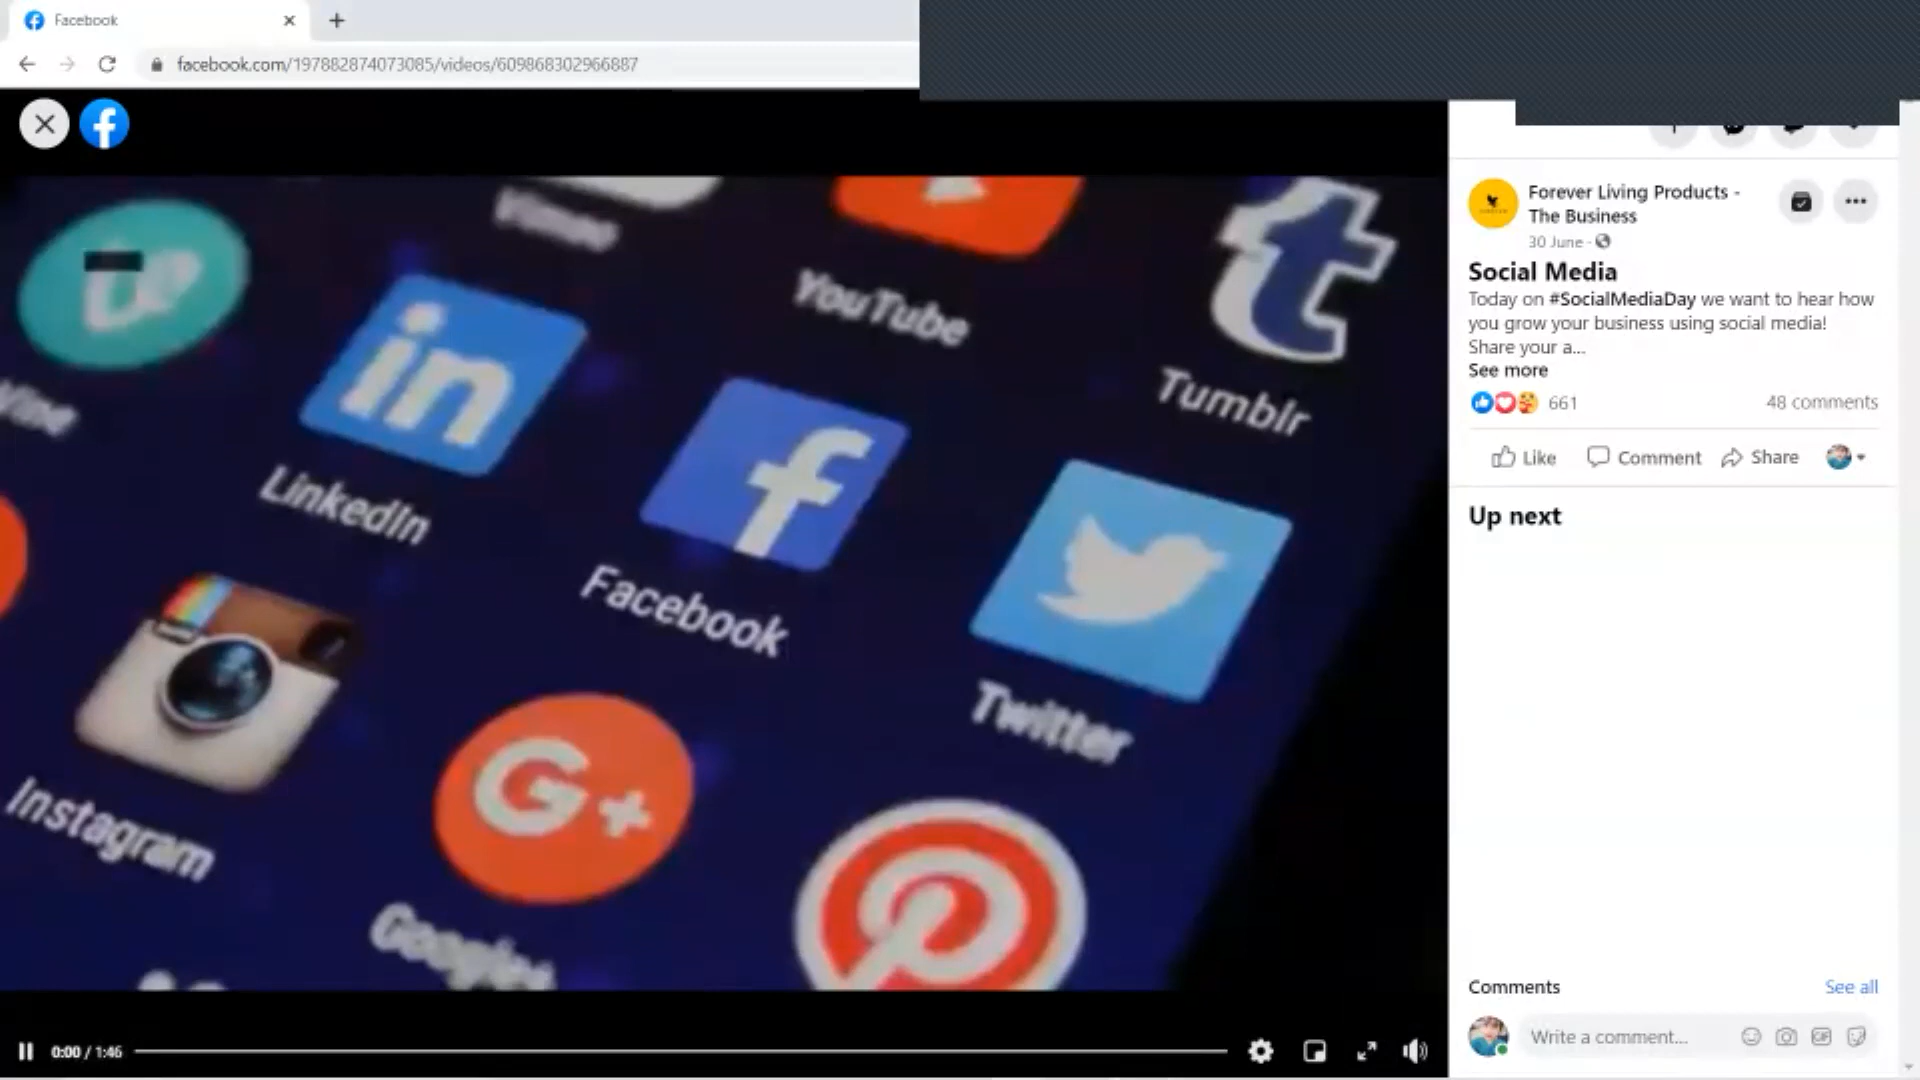 Facebook
facebook.com/197882874073085/videos/609868302966887
Vimeo
YouTube
Tumblr
Vine
LinkedIn
Facebook
Twitter
Instagram
G+
Google+
Forever Living Products -
The Business
30 June ·
Social Media
Today on #SocialMediaDay we want to hear how
you grow your business using social media!
Share your a...
See more
661
48 comments
Like
Comment
Share
Up next
Comments
See all
Write a comment...
GIF
0:00 / 1:46